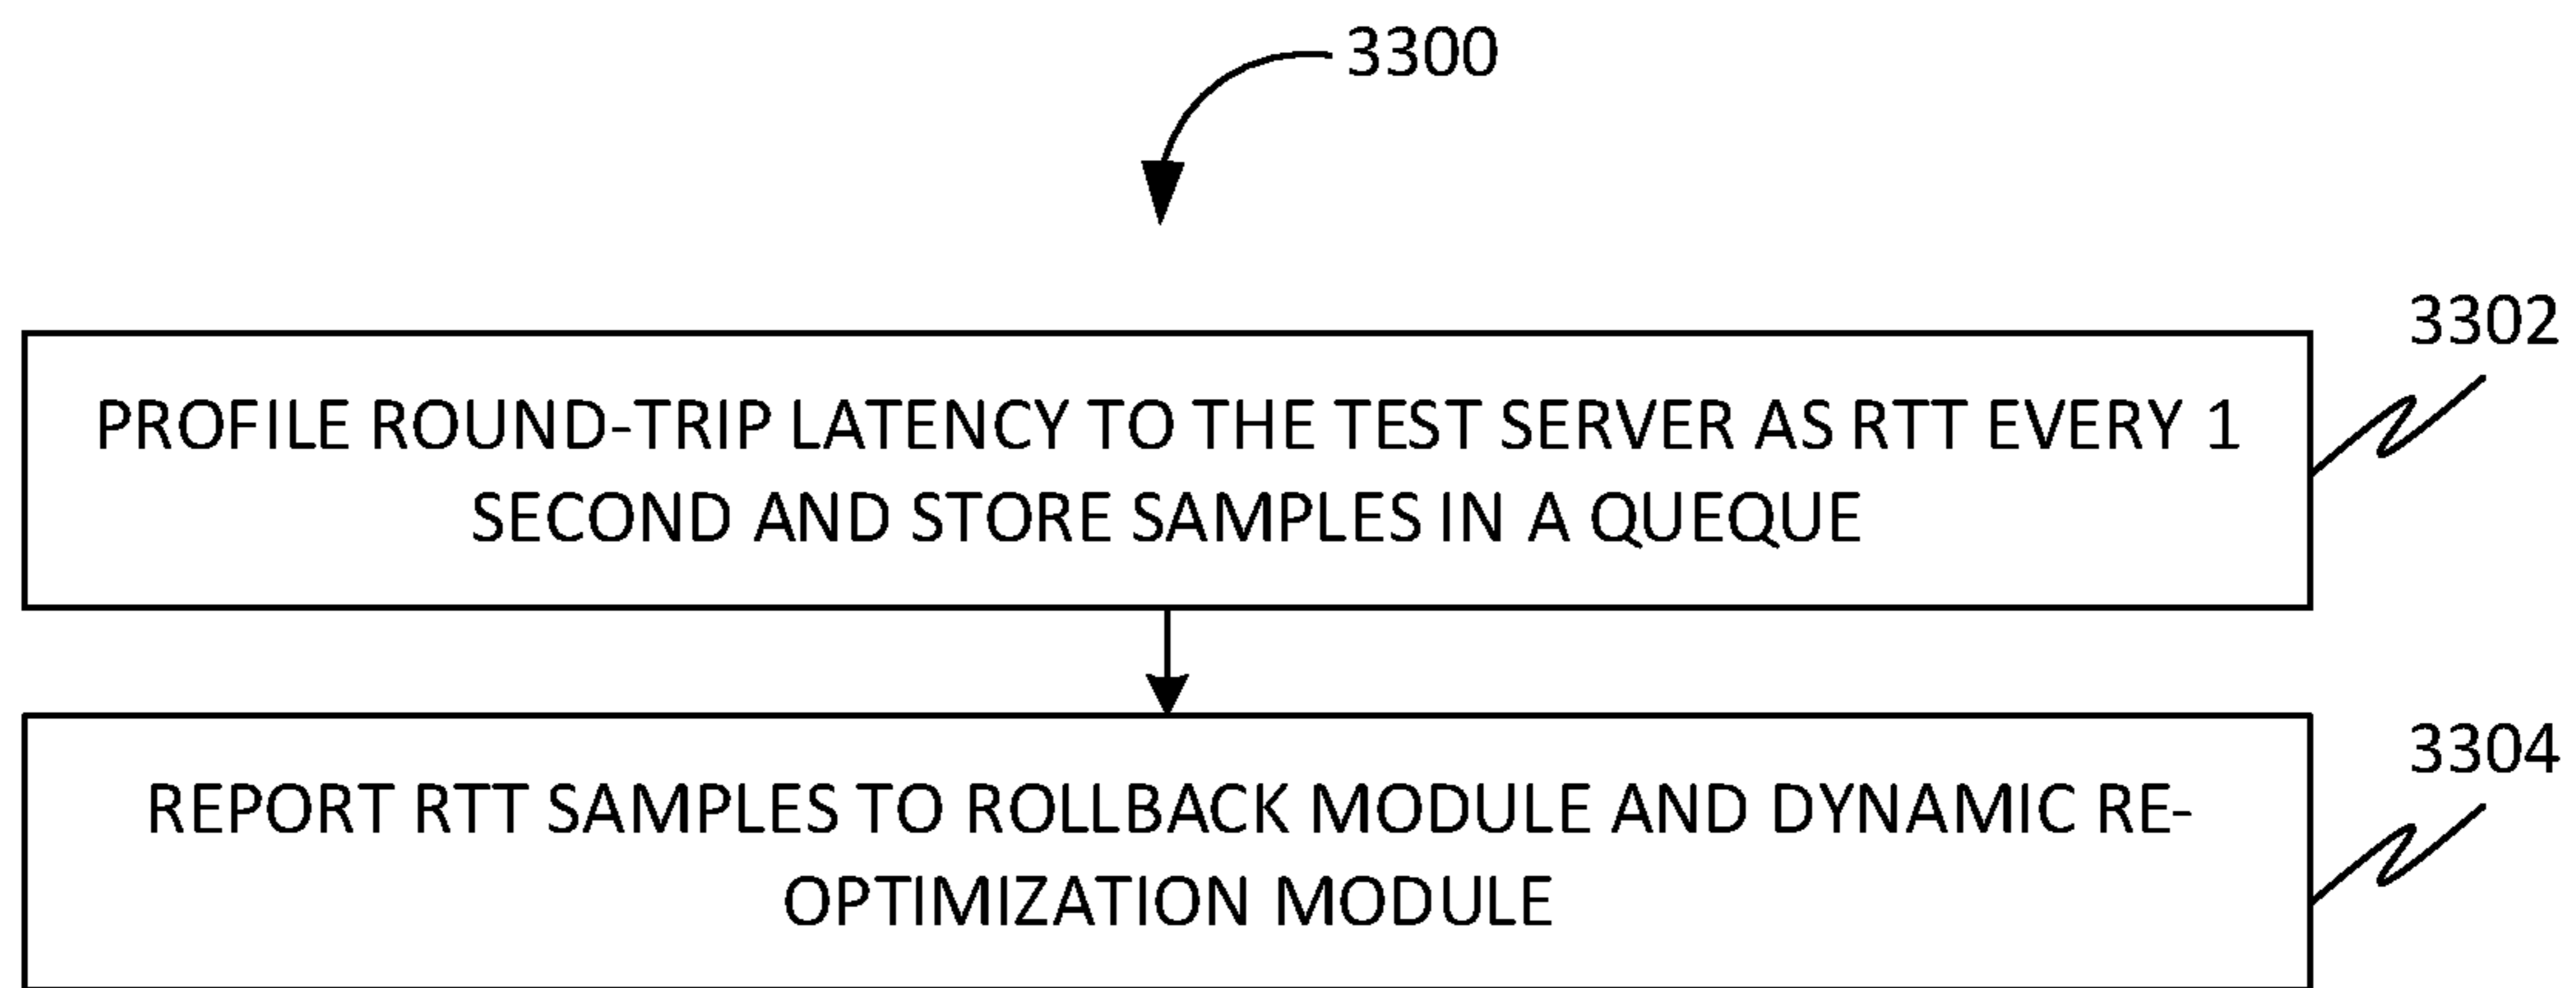 3300
3302
PROFILE ROUND-TRIP LATENCY TO THE TEST SERVER AS RTT EVERY 1
SECOND AND STORE SAMPLES IN A QUEQUE
3304
REPORT RTT SAMPLES TO ROLLBACK MODULE AND DYNAMIC RE-
OPTIMIZATION MODULE